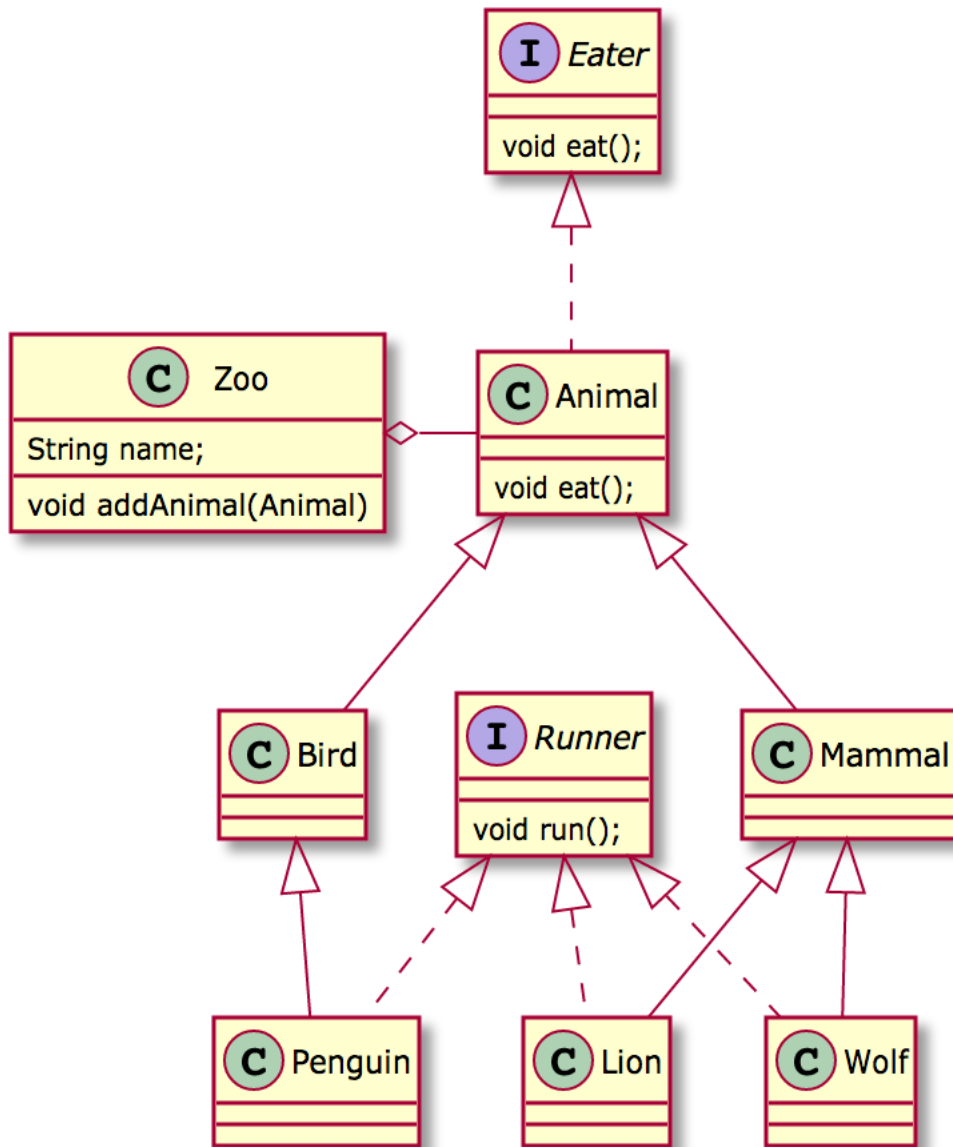 I Eater
void eat();
C Zoo
String name;
void addAnimal(Animal)
C Animal
void eat();
C Bird
I Runner
void run();
C Mammal
C Penguin
C Lion
C Wolf